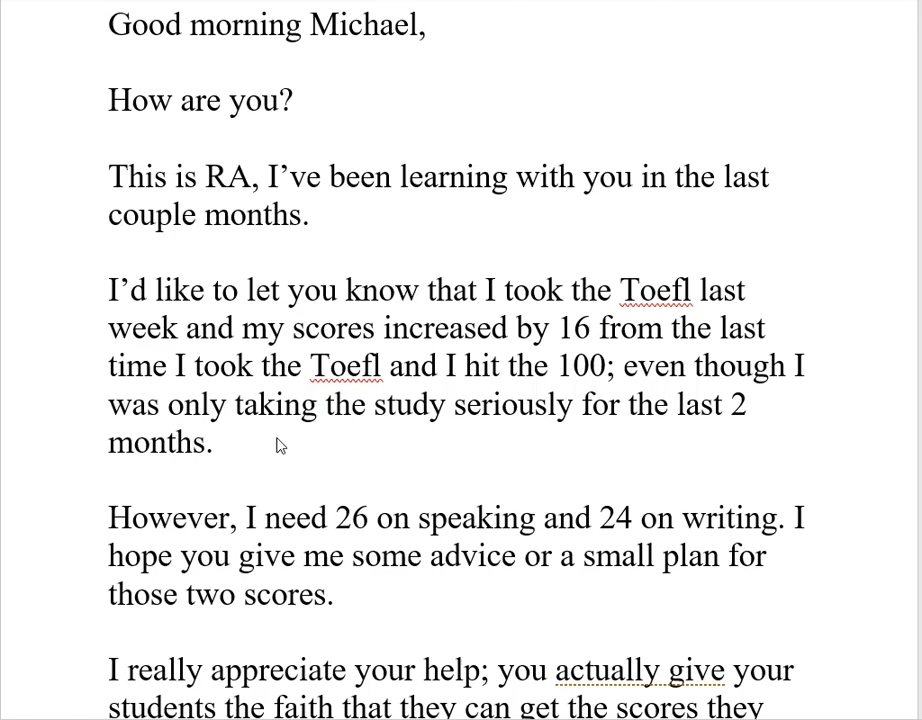 Good morning Michael,
How are you?
This is RA, I’ve been learning with you in the last
couple months.
I’d like to let you know that I took the Toefl last
week and my scores increased by 16 from the last
time I took the Toefl and I hit the 100; even though I
was only taking the study seriously for the last 2
months.
However, I need 26 on speaking and 24 on writing. I
hope you give me some advice or a small plan for
those two scores.
I really appreciate your help; you actually give your
students the faith that they can get the scores they